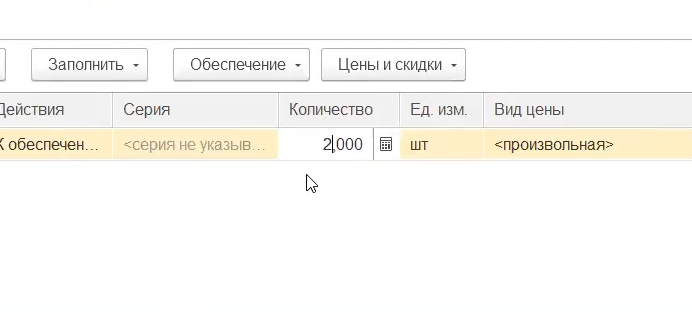 Заполнить Обеспечение Цены и скидки
Действия Серия Количество Ед. изм. Вид цены
К обеспечен... <серия не указыв... 2,000 шт <произвольная>